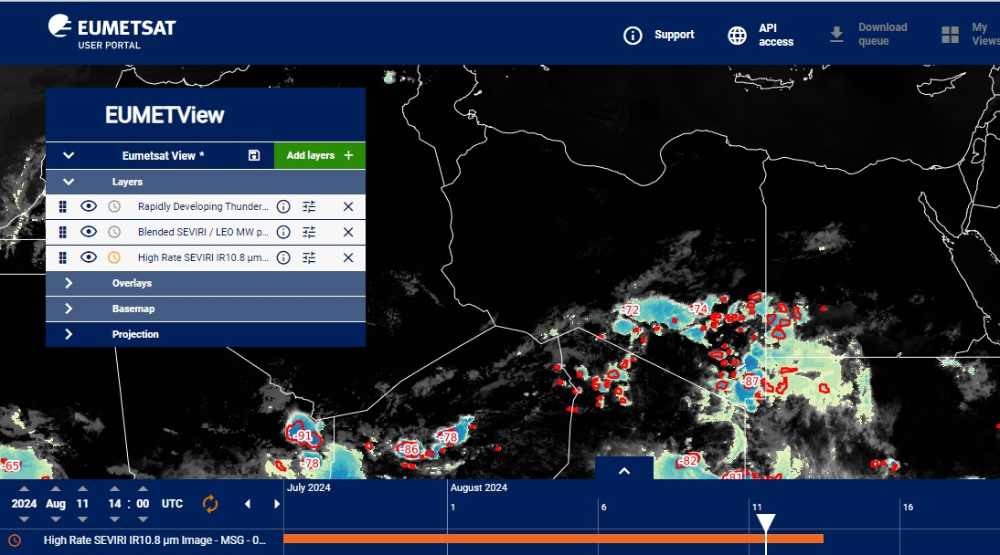 EUMETSAT
USER PORTAL
Support
API
access
Download
queue
My
Views
EUMETView
Eumetsat View *
Add layers +
Layers
Rapidly Developing Thunder...
Blended SEVIRI / LEO MW p...
High Rate SEVIRI IR10.8 µm...
Overlays
Basemap
Projection
-72
-74
-87
-91
-86
-78
-78
-82
-65
-81
July 2024
August 2024
2024 Aug 11 14 : 00 UTC
1
6
11
16
High Rate SEVIRI IR10.8 µm Image - MSG - 0...